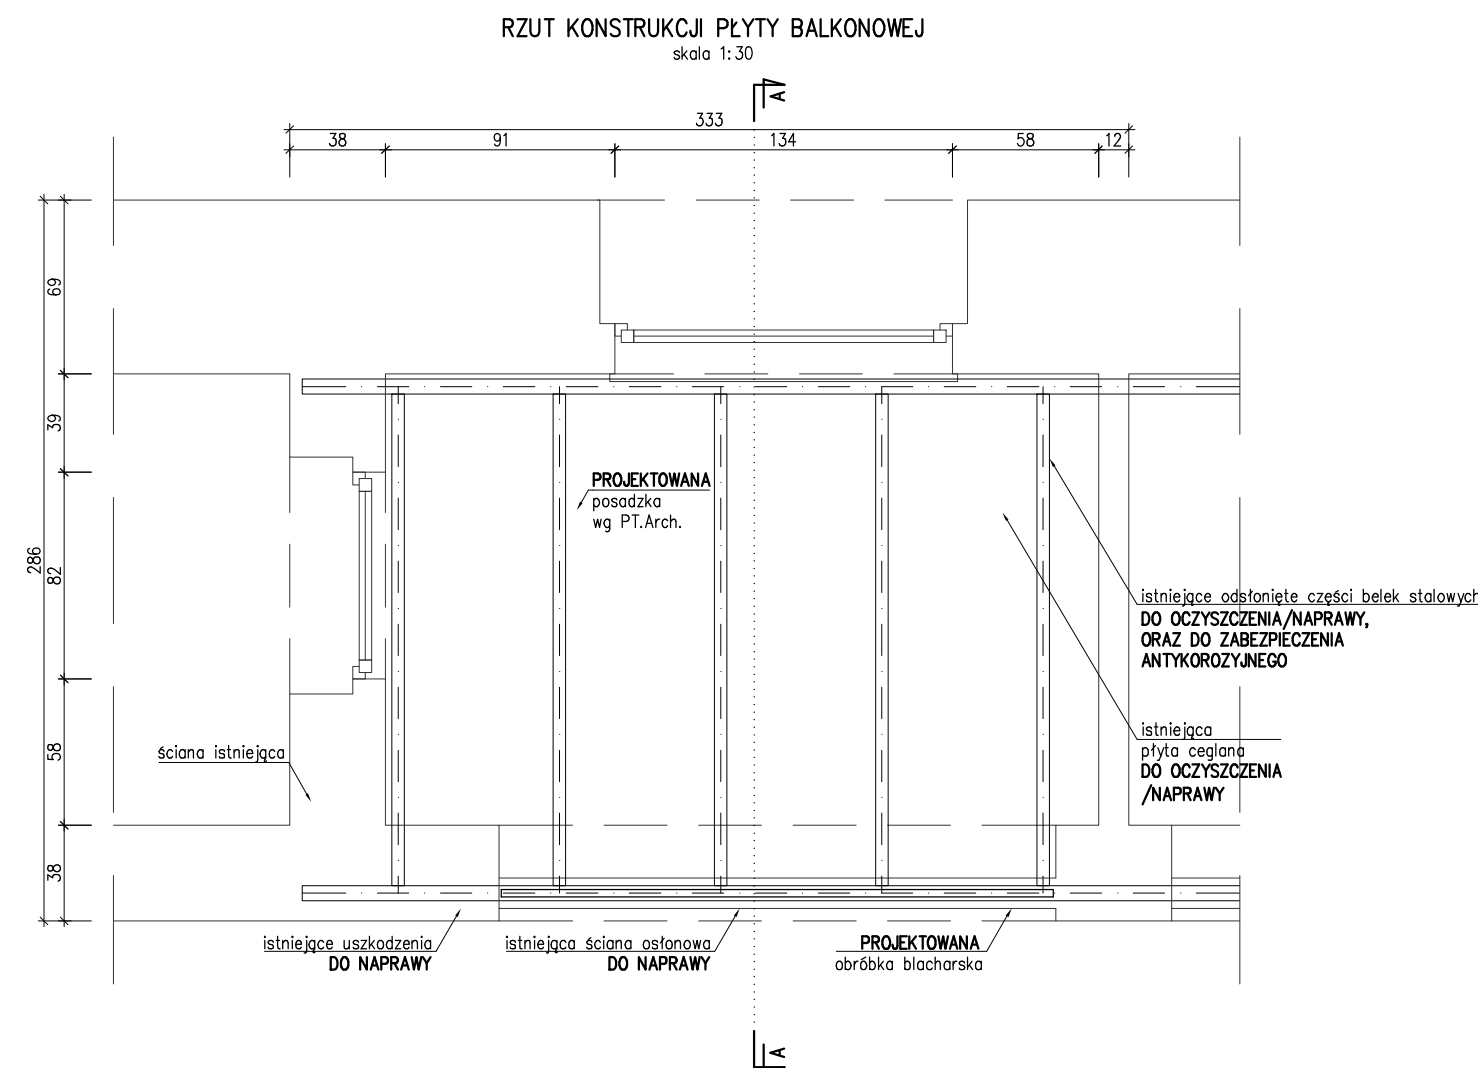 RZUT KONSTRUKCJI PŁYTY BALKONOWEJ
skala 1:30
A
333
38
91
134
58
12
69
39
286
82
58
38
PROJEKTOWANA
posadzka
wg PT.Arch.
istniejące odsłonięte części belek stalowych
DO OCZYSZCZENIA/NAPRAWY,
ORAZ DO ZABEZPIECZENIA
ANTYKOROZYJNEGO
istniejąca
płyta ceglana
DO OCZYSZCZENIA
/NAPRAWY
ściana istniejąca
istniejące uszkodzenia
DO NAPRAWY
istniejąca ściana osłonowa
DO NAPRAWY
PROJEKTOWANA
obróbka blacharska
A